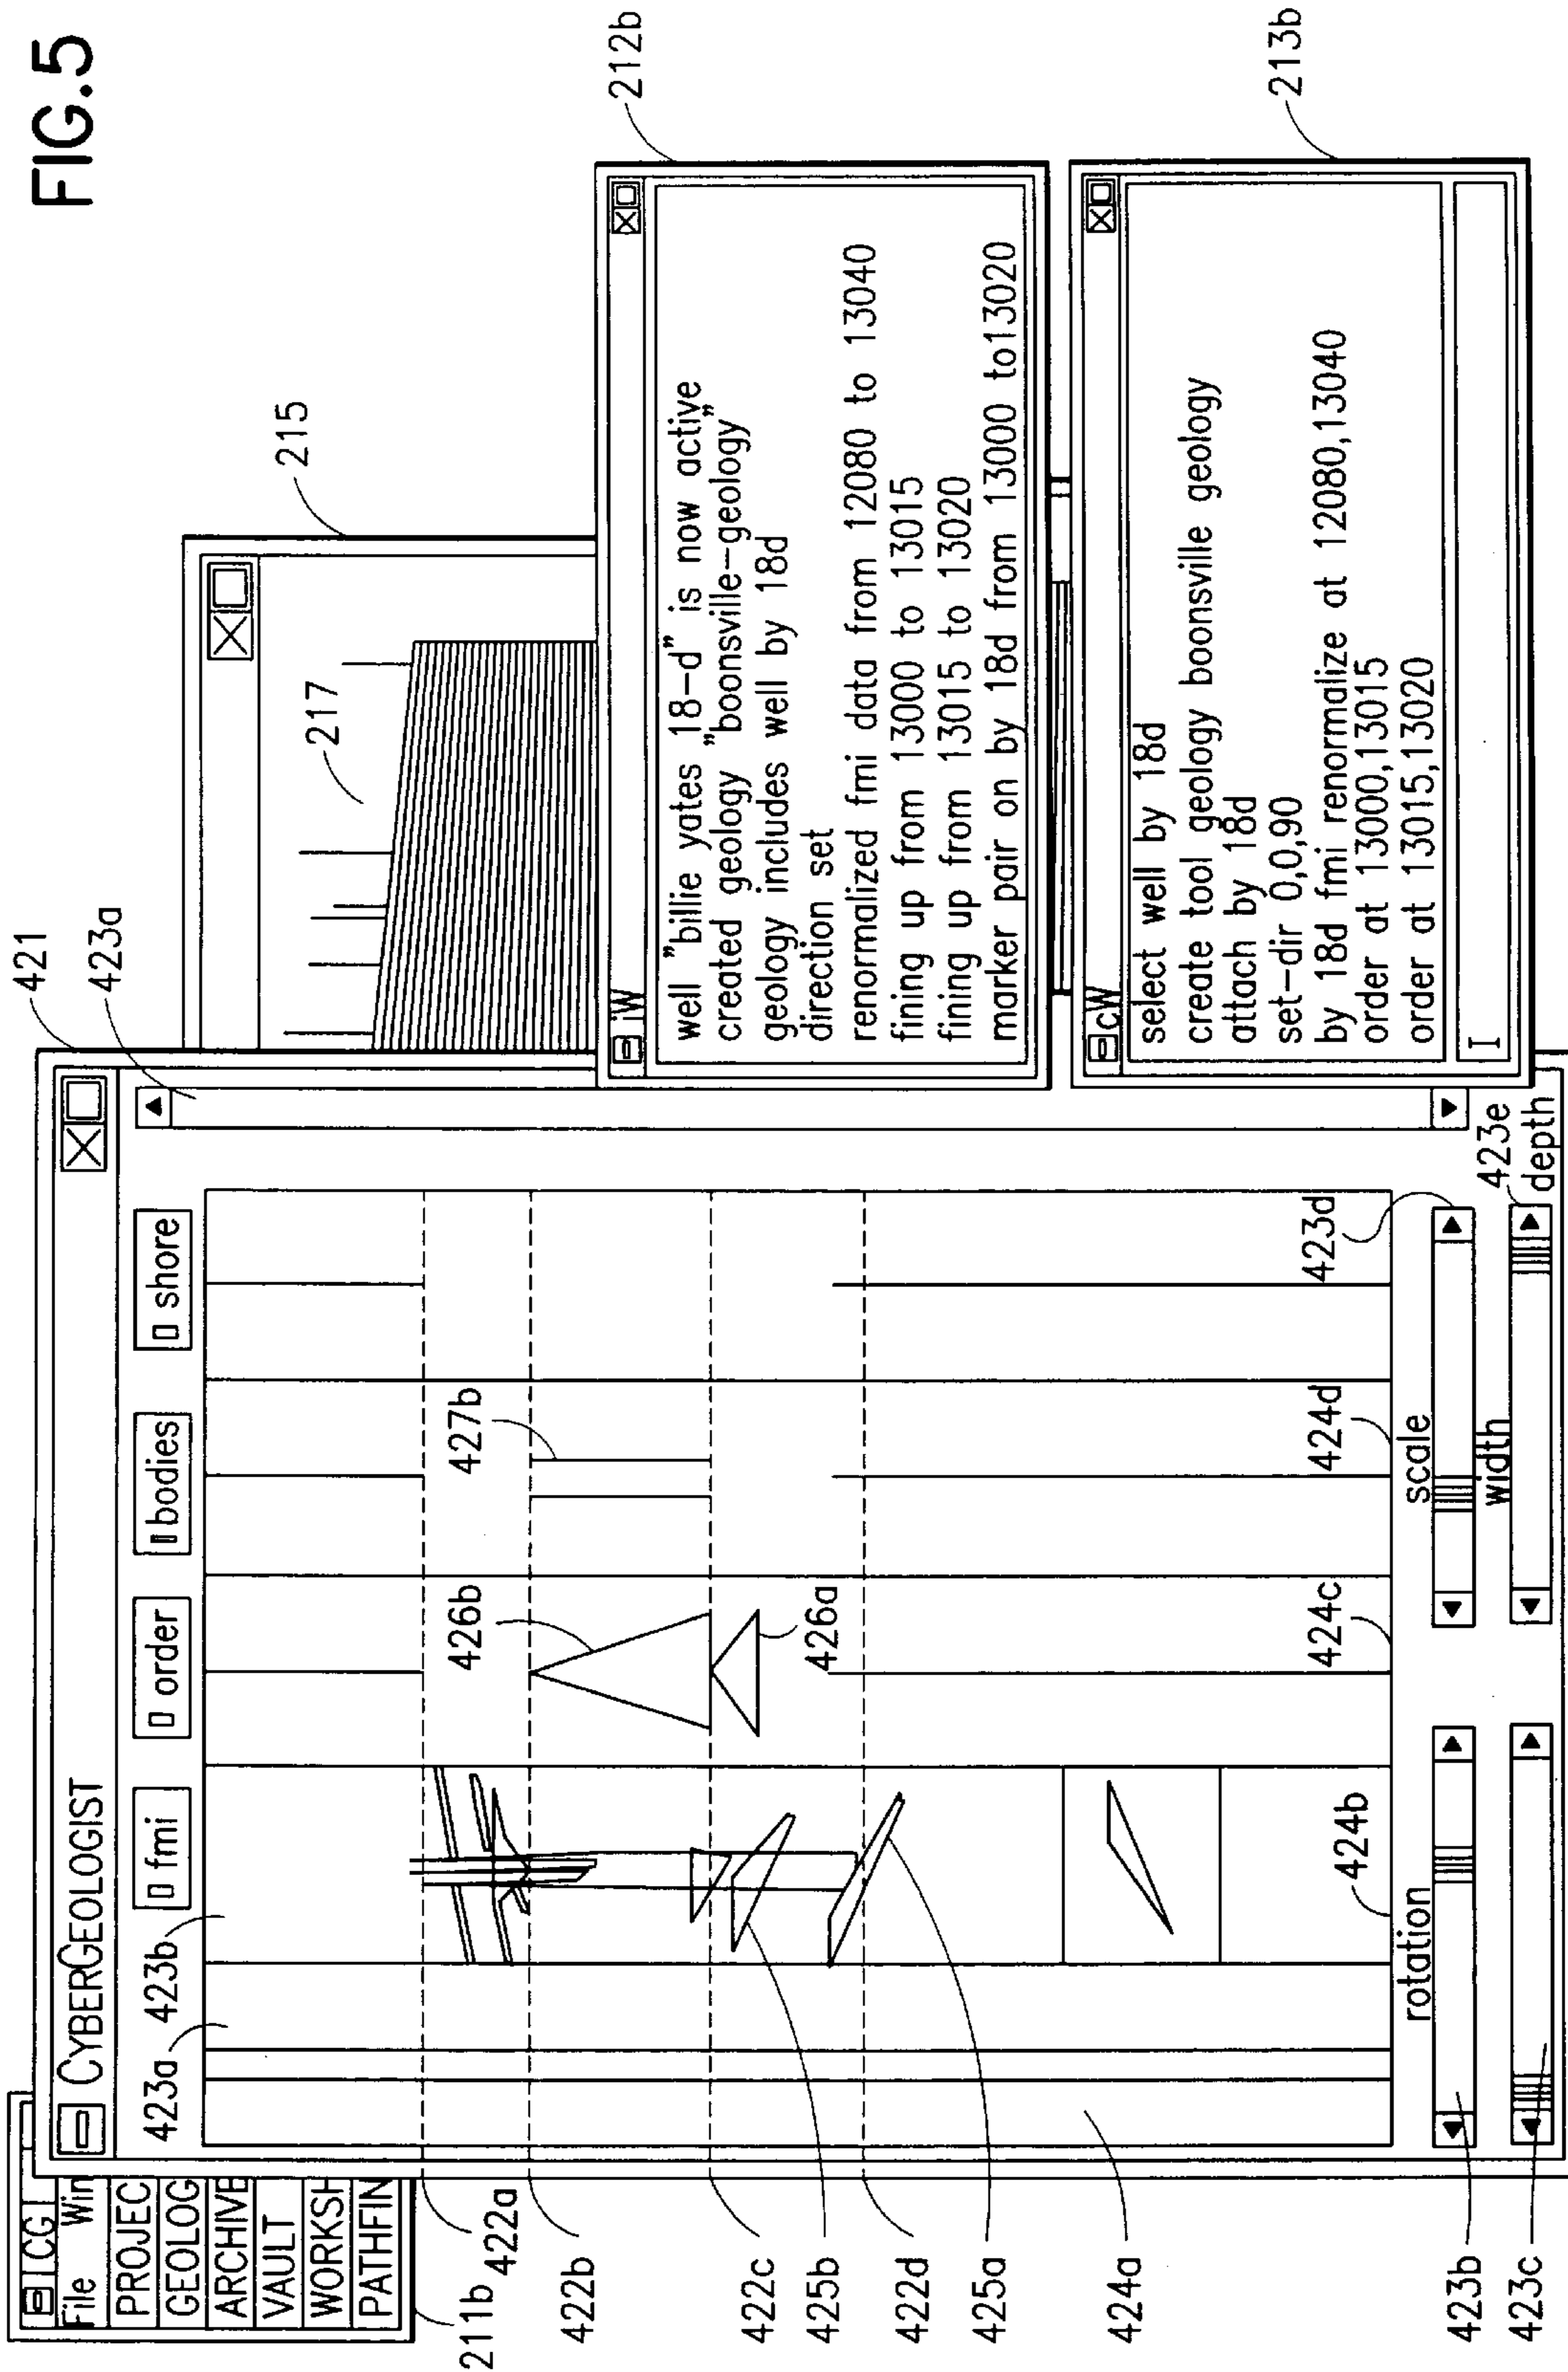 FIG.5
CG
File Win
PROJEC
GEOLOG
ARCHIVE
VAULT
WORKSH
PATHFIN
211b
CYBERGEOLOGIST
421
423a
215
217
423a
423b
fmi
order
bodies
shore
422a
422b
422c
425b
422d
425a
424a
426b
426a
427b
424b
424c
424d
423d
423e
rotation
scale
width
depth
423b
423c
212b
iW
well "billie yates 18-d" is now active
created geology "boonsville-geology"
geology includes well by 18d
direction set
renormalized fmi data from 12080 to 13040
fining up from 13000 to 13015
fining up from 13015 to 13020
marker pair on by 18d from 13000 to13020
213b
cW
select well by 18d
create tool geology boonsville geology
attach by 18d
set-dir 0,0,90
by 18d fmi renormalize at 12080,13040
order at 13000,13015
order at 13015,13020
I